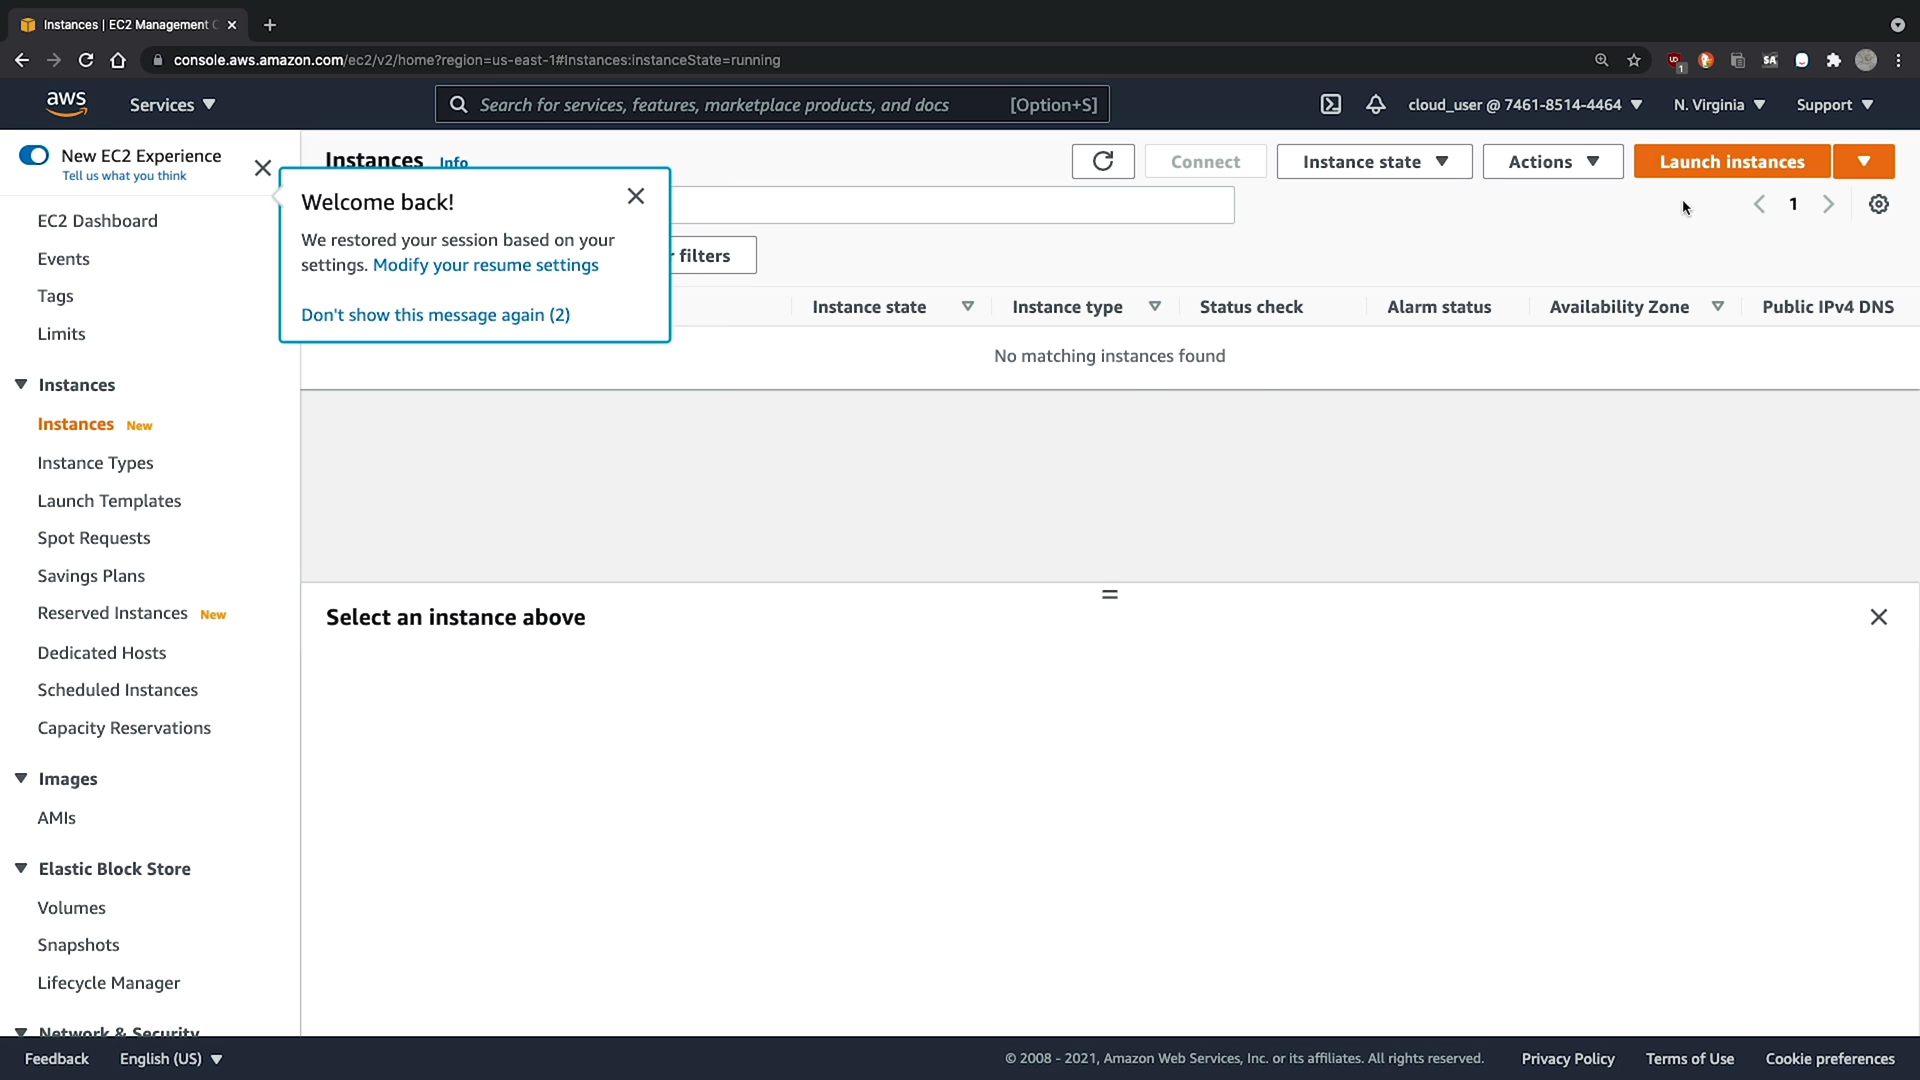 Instances | EC2 Management C
console.aws.amazon.com/ec2/v2/home?region=us-east-1#Instances:instanceState=running
aws
Services
Search for services, features, marketplace products, and docs [Option+S]
cloud_user @ 7461-8514-4464
N. Virginia
Support
New EC2 Experience
Tell us what you think
EC2 Dashboard
Events
Tags
Limits
Instances
Instances New
Instance Types
Launch Templates
Spot Requests
Savings Plans
Reserved Instances New
Dedicated Hosts
Scheduled Instances
Capacity Reservations
Images
AMIs
Elastic Block Store
Volumes
Snapshots
Lifecycle Manager
Network & Security
Instances Info
Connect
Instance state
Actions
Launch instances
1
Welcome back!
We restored your session based on your
settings. Modify your resume settings
Don't show this message again (2)
filters
Instance state
Instance type
Status check
Alarm status
Availability Zone
Public IPv4 DNS
No matching instances found
Select an instance above
Feedback
English (US)
© 2008 - 2021, Amazon Web Services, Inc. or its affiliates. All rights reserved.
Privacy Policy
Terms of Use
Cookie preferences